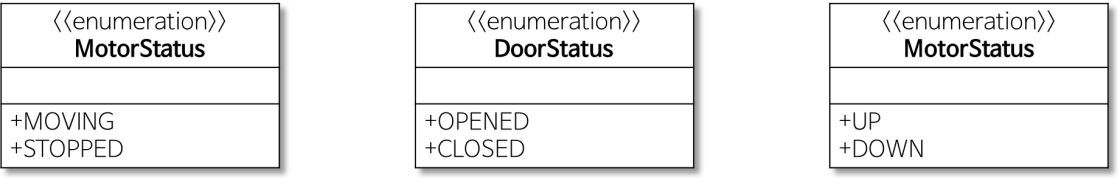 〈〈enumeration〉〉
MotorStatus
+MOVING
+STOPPED
〈〈enumeration〉〉
DoorStatus
+OPENED
+CLOSED
〈〈enumeration〉〉
MotorStatus
+UP
+DOWN